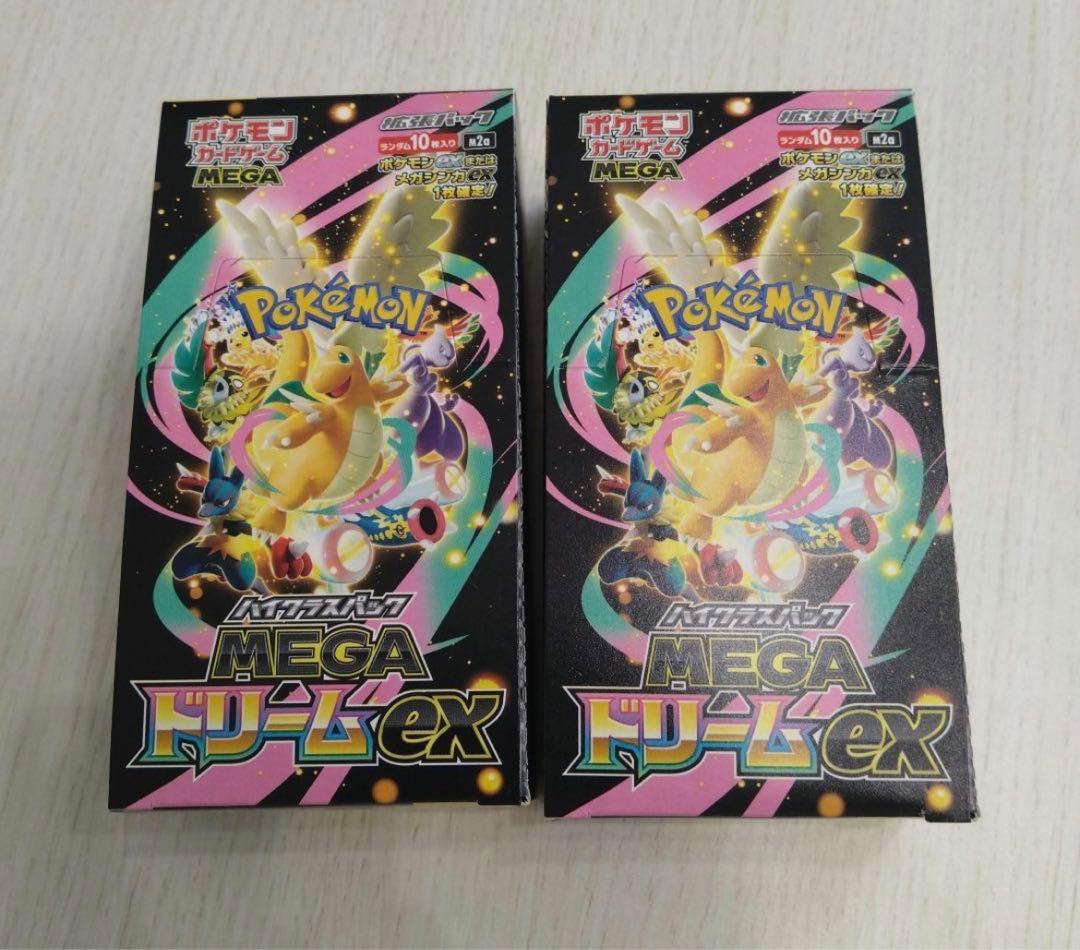 ポケモン
カードゲーム
MEGA
拡張パック
ランダム10枚入り M2a
ポケモンexまたは
メガシンカex
1枚確定!
POKéMON
TM
ハイクラスパック
MEGA
ドリームex
ポケモン
カードゲーム
MEGA
拡張パック
ランダム10枚入り M2a
ポケモンexまたは
メガシンカex
1枚確定!
POKéMON
TM
ハイクラスパック
MEGA
ドリームex